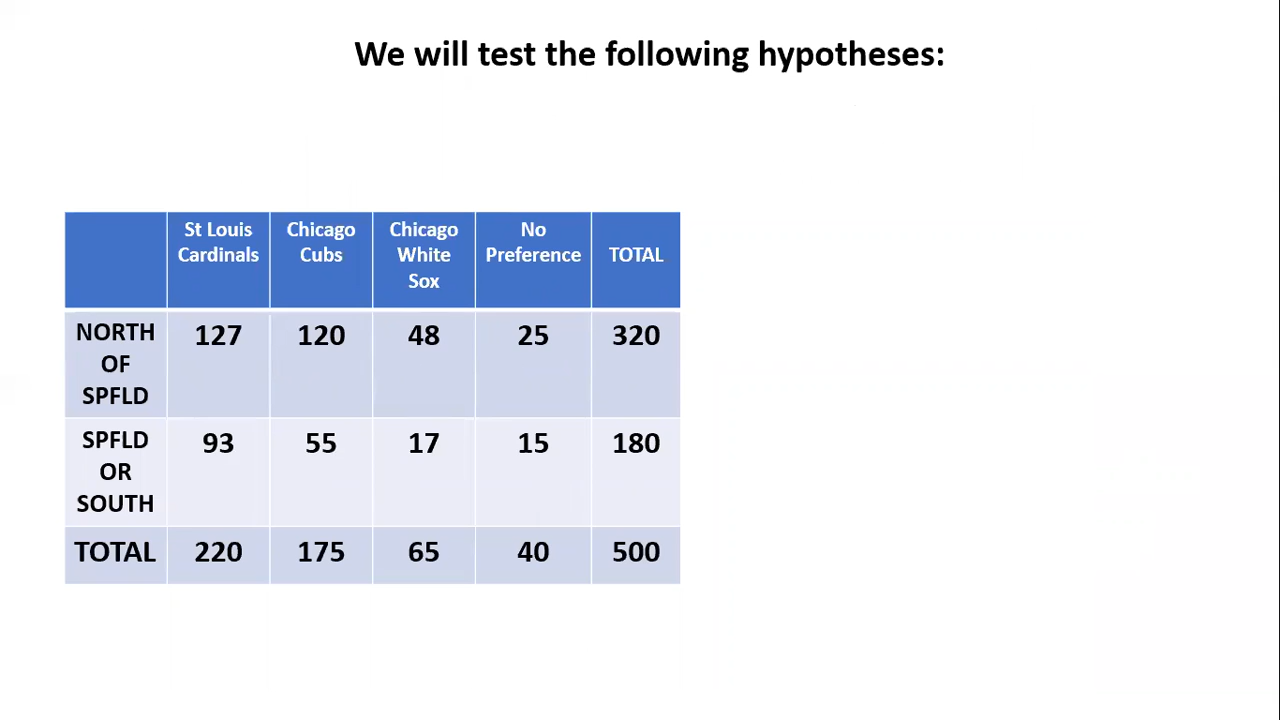 We will test the following hypotheses:
St Louis Cardinals Chicago Cubs Chicago White Sox No Preference TOTAL
NORTH OF SPFLD 127 120 48 25 320
SPFLD OR SOUTH 93 55 17 15 180
TOTAL 220 175 65 40 500